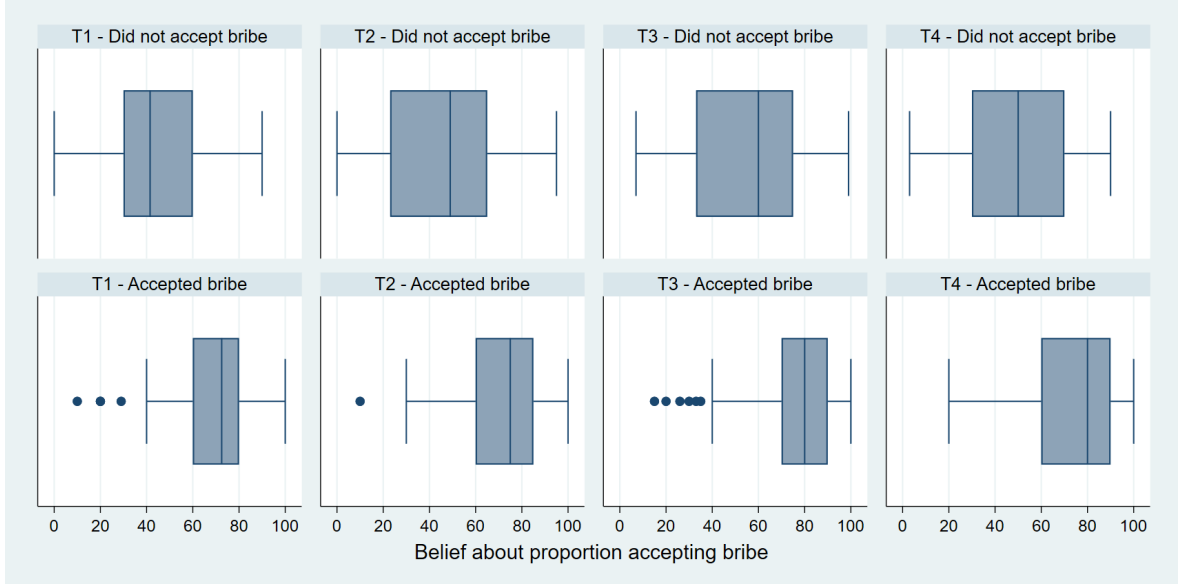 T1 - Did not accept bribe
T2 - Did not accept bribe
T3 - Did not accept bribe
T4 - Did not accept bribe
T1 - Accepted bribe
T2 - Accepted bribe
T3 - Accepted bribe
T4 - Accepted bribe
0 20 40 60 80 100
0 20 40 60 80 100
0 20 40 60 80 100
0 20 40 60 80 100
Belief about proportion accepting bribe